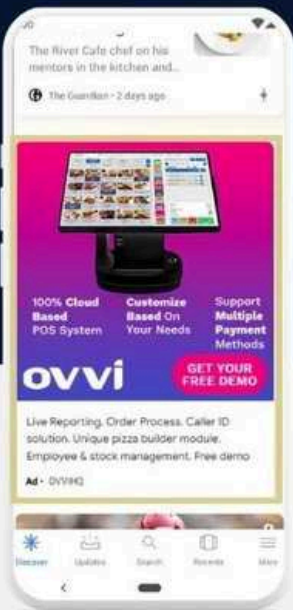 The River Cafe chef on his
mentors in the kitchen and...
The Guardian • 2 days ago
100% Cloud
Based
POS System
Customize
Based On
Your Needs
Support
Multiple
Payment
Methods
ovvi
GET YOUR
FREE DEMO
Live Reporting. Order Process. Caller ID
solution. Unique pizza builder module.
Employee & stock management. Free demo
Ad • OVVIHQ
Discover
Updates
Search
Recents
More